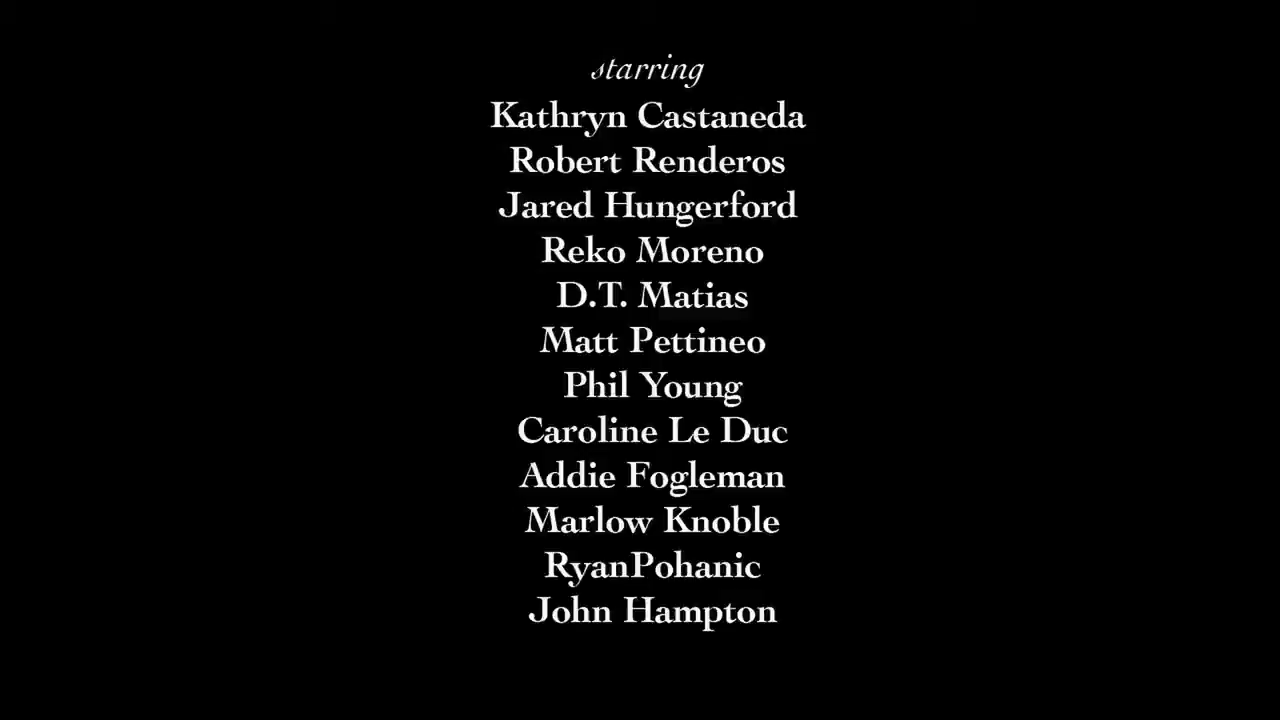 starring
Kathryn Castaneda
Robert Renderos
Jared Hungerford
Reko Moreno
D.T. Matias
Matt Pettineo
Phil Young
Caroline Le Duc
Addie Fogleman
Marlow Knoble
RyanPohanic
John Hampton